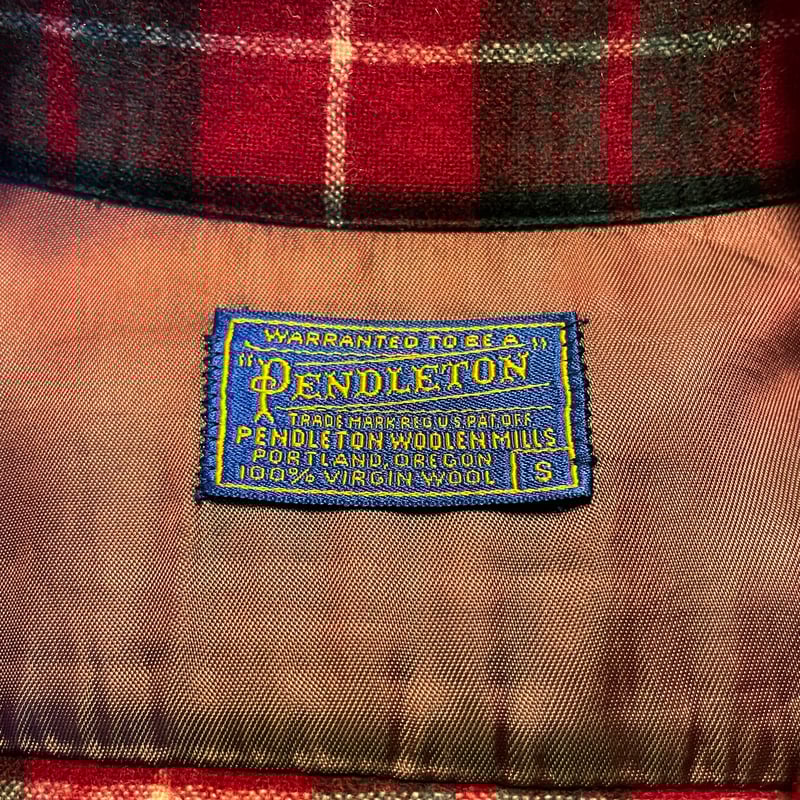 WARRANTED TO BE A
"PENDLETON"
TRADE MARK REG U.S. PAT. OFF.
PENDLETON WOOLEN MILLS
PORTLAND, OREGON
100% VIRGIN WOOL
S